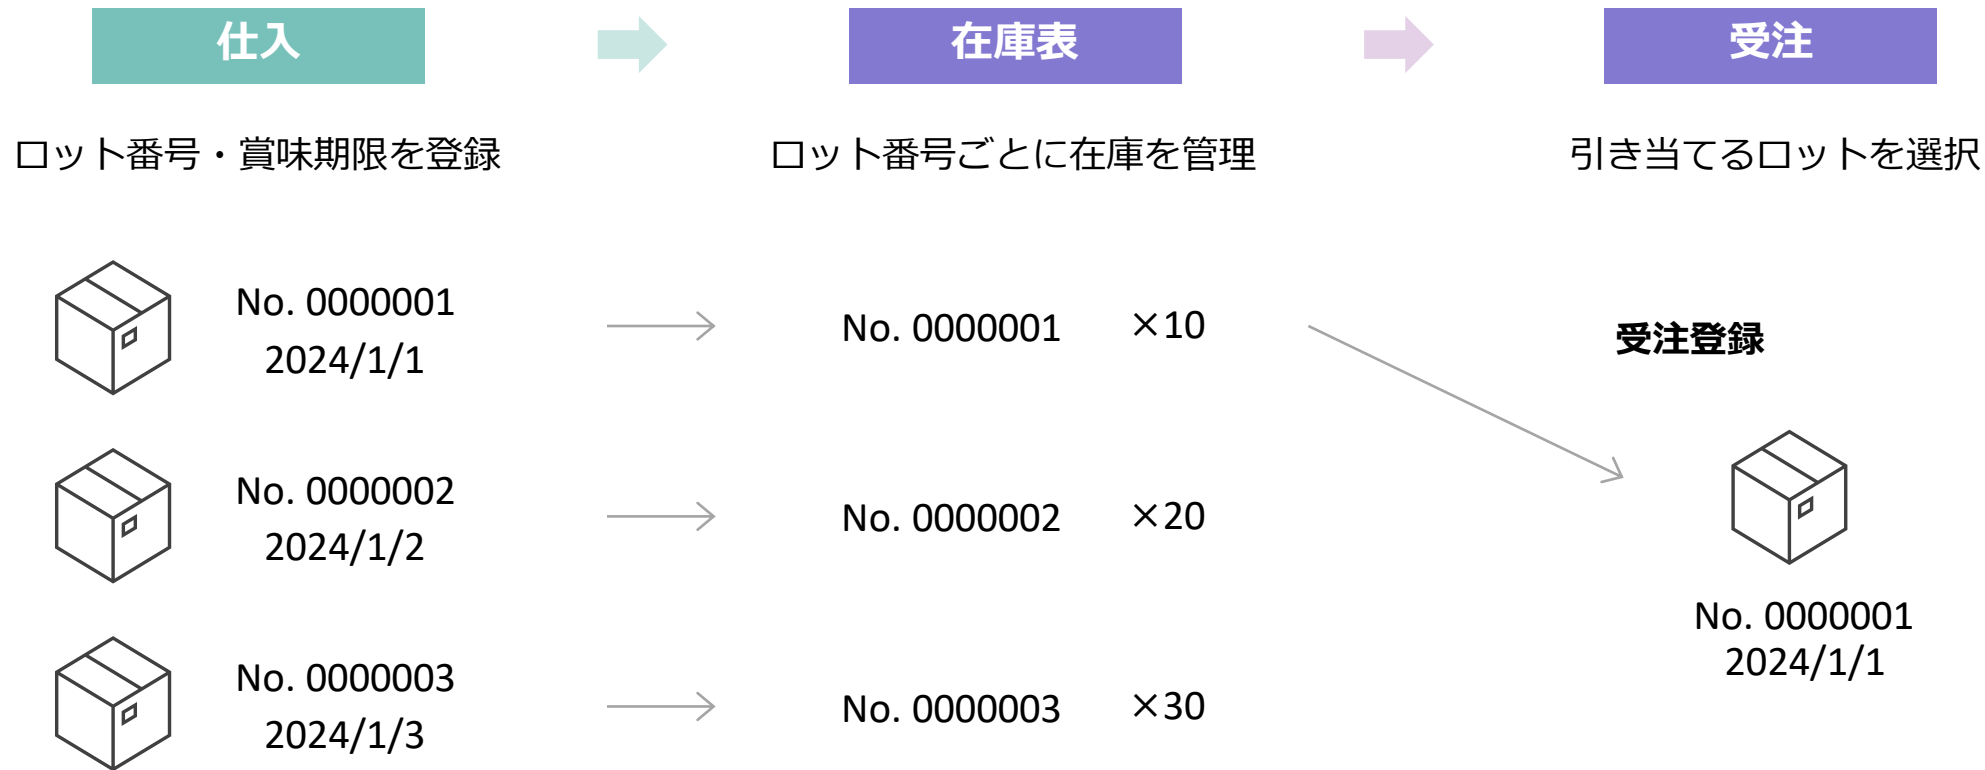 仕入
在庫表
受注
ロット番号・賞味期限を登録
ロット番号ごとに在庫を管理
引き当てるロットを選択
No. 0000001
2024/1/1
No. 0000001 ×10
受注登録
No. 0000002
2024/1/2
No. 0000002 ×20
No. 0000001
2024/1/1
No. 0000003
2024/1/3
No. 0000003 ×30